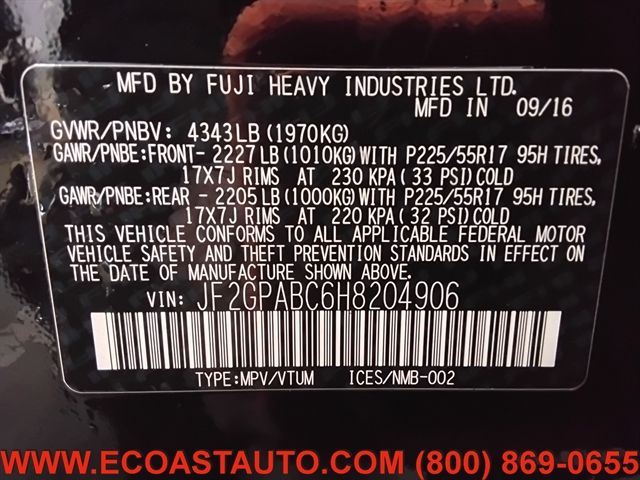 MFD BY FUJI HEAVY INDUSTRIES LTD.
MFD IN 09/16
GVWR/PNBV: 4343LB (1970KG)
GAWR/PNBE:FRONT- 2227LB (1010KG) WITH P225/55R17 95H TIRES,
17X7J RIMS AT 230 KPA (33 PSI) COLD
GAWR/PNBE:REAR - 2205LB (1000KG) WITH P225/55R17 95H TIRES,
17X7J RIMS AT 220 KPA (32 PSI) COLD
THIS VEHICLE CONFORMS TO ALL APPLICABLE FEDERAL MOTOR
VEHICLE SAFETY AND THEFT PREVENTION STANDARDS IN EFFECT ON
THE DATE OF MANUFACTURE SHOWN ABOVE.
VIN: JF2GPABC6H8204906
TYPE:MPV/VTUM ICES/NMB-002
WWW.ECOASTAUTO.COM (800) 869-0655